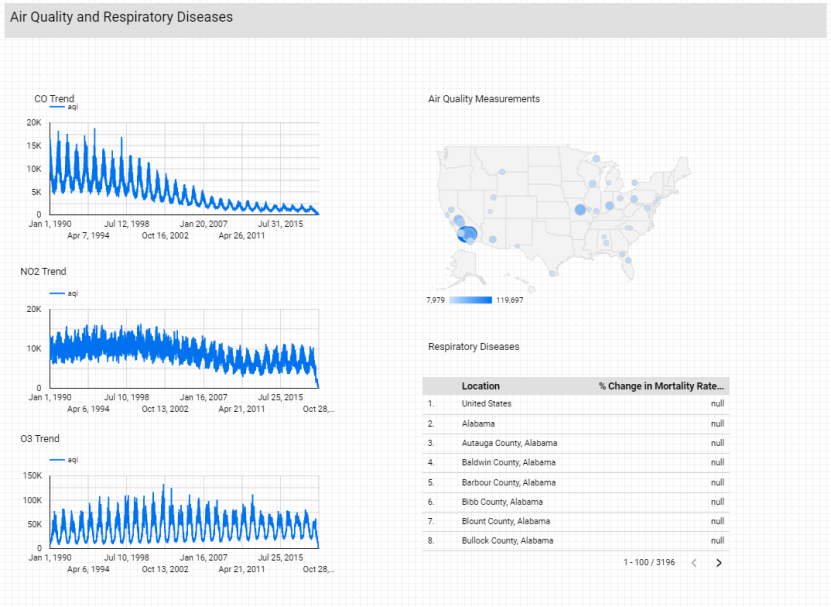 Air Quality and Respiratory Diseases
CO Trend
aqi
20K
15K
10K
5K
0
Jan 1, 1990 Jul 12, 1998 Jan 20, 2007 Jul 31, 2015
Apr 7, 1994 Oct 16, 2002 Apr 26, 2011
NO2 Trend
aqi
20K
10K
0
Jan 1, 1990 Jul 10, 1998 Jan 16, 2007 Jul 25, 2015
Apr 6, 1994 Oct 13, 2002 Apr 21, 2011 Oct 28,...
O3 Trend
aqi
150K
100K
50K
0
Jan 1, 1990 Jul 10, 1998 Jan 16, 2007 Jul 25, 2015
Apr 6, 1994 Oct 13, 2002 Apr 21, 2011 Oct 28,...
Air Quality Measurements
7,979 119,697
Respiratory Diseases
Location % Change in Mortality Rate...
1. United States null
2. Alabama null
3. Autauga County, Alabama null
4. Baldwin County, Alabama null
5. Barbour County, Alabama null
6. Bibb County, Alabama null
7. Blount County, Alabama null
8. Bullock County, Alabama null
1 - 100 / 3196 < >